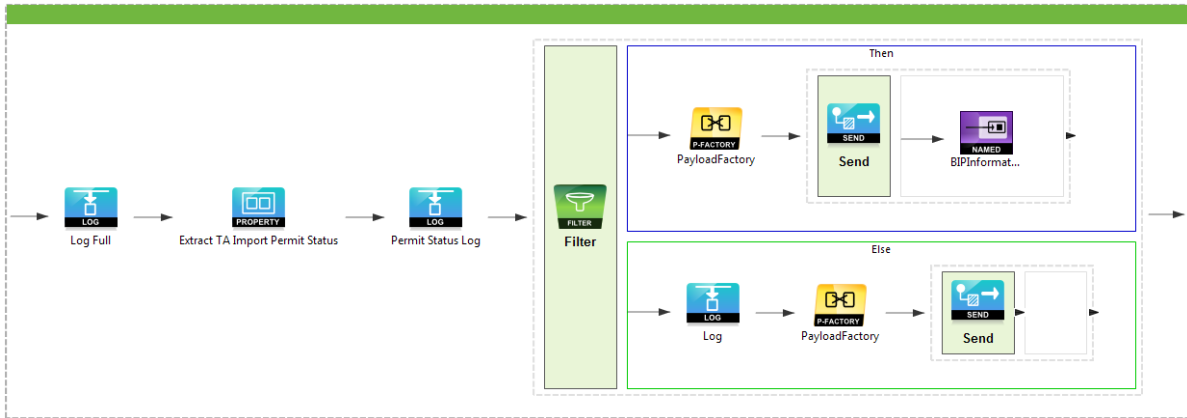 LOG
Log Full
PROPERTY
Extract TA Import Permit Status
LOG
Permit Status Log
FILTER
Filter
Then
P-FACTORY
PayloadFactory
SEND
Send
NAMED
BIPInformat...
Else
LOG
Log
P-FACTORY
PayloadFactory
SEND
Send